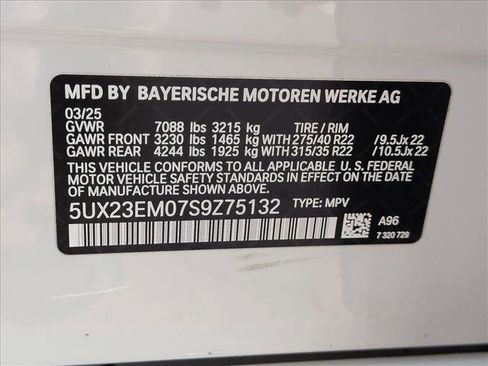 MFD BY BAYERISCHE MOTOREN WERKE AG
03/25
GVWR 7088 lbs 3215 kg TIRE / RIM
GAWR FRONT 3230 lbs 1465 kg WITH 275/40 R22 /9.5Jx22
GAWR REAR 4244 lbs 1925 kg WITH 315/35 R22 /10.5Jx22
THIS VEHICLE CONFORMS TO ALL APPLICABLE U.S. FEDERAL
MOTOR VEHICLE SAFETY STANDARDS IN EFFECT ON THE
DATE OF MANUFACTURE SHOWN ABOVE.
5UX23EM07S9Z75132 TYPE: MPV
A96
7 320 729